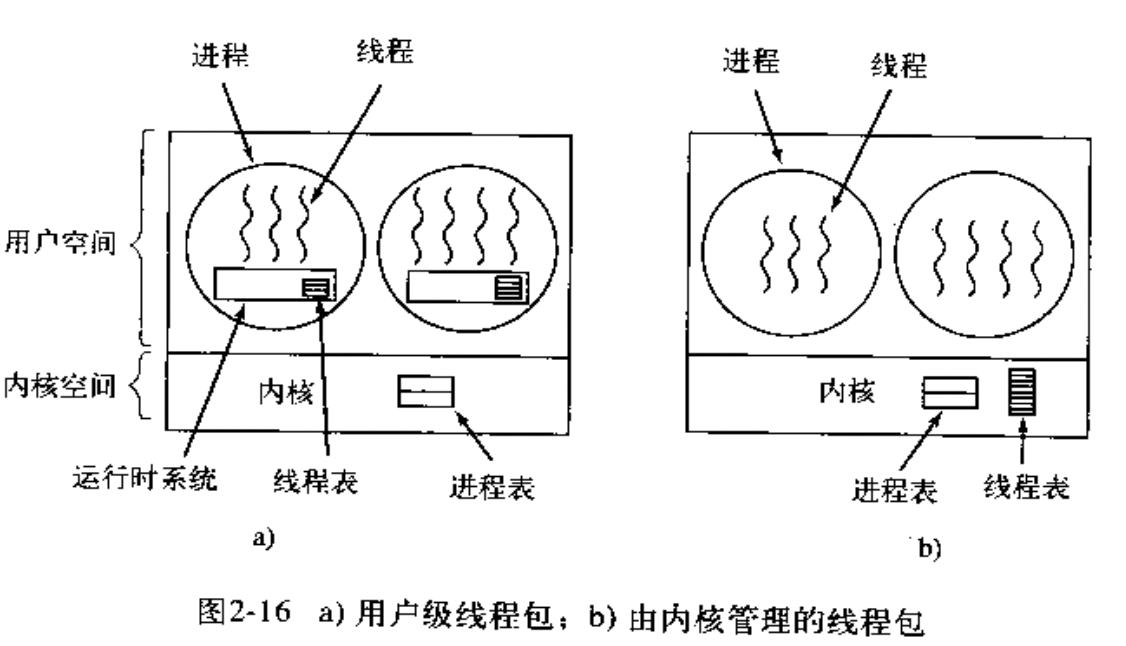 进程
线程
进程
线程
用户空间
内核空间
内核
内核
运行时系统
线程表
进程表
进程表
线程表
a)
b)
图2-16 a) 用户级线程包；b) 由内核管理的线程包